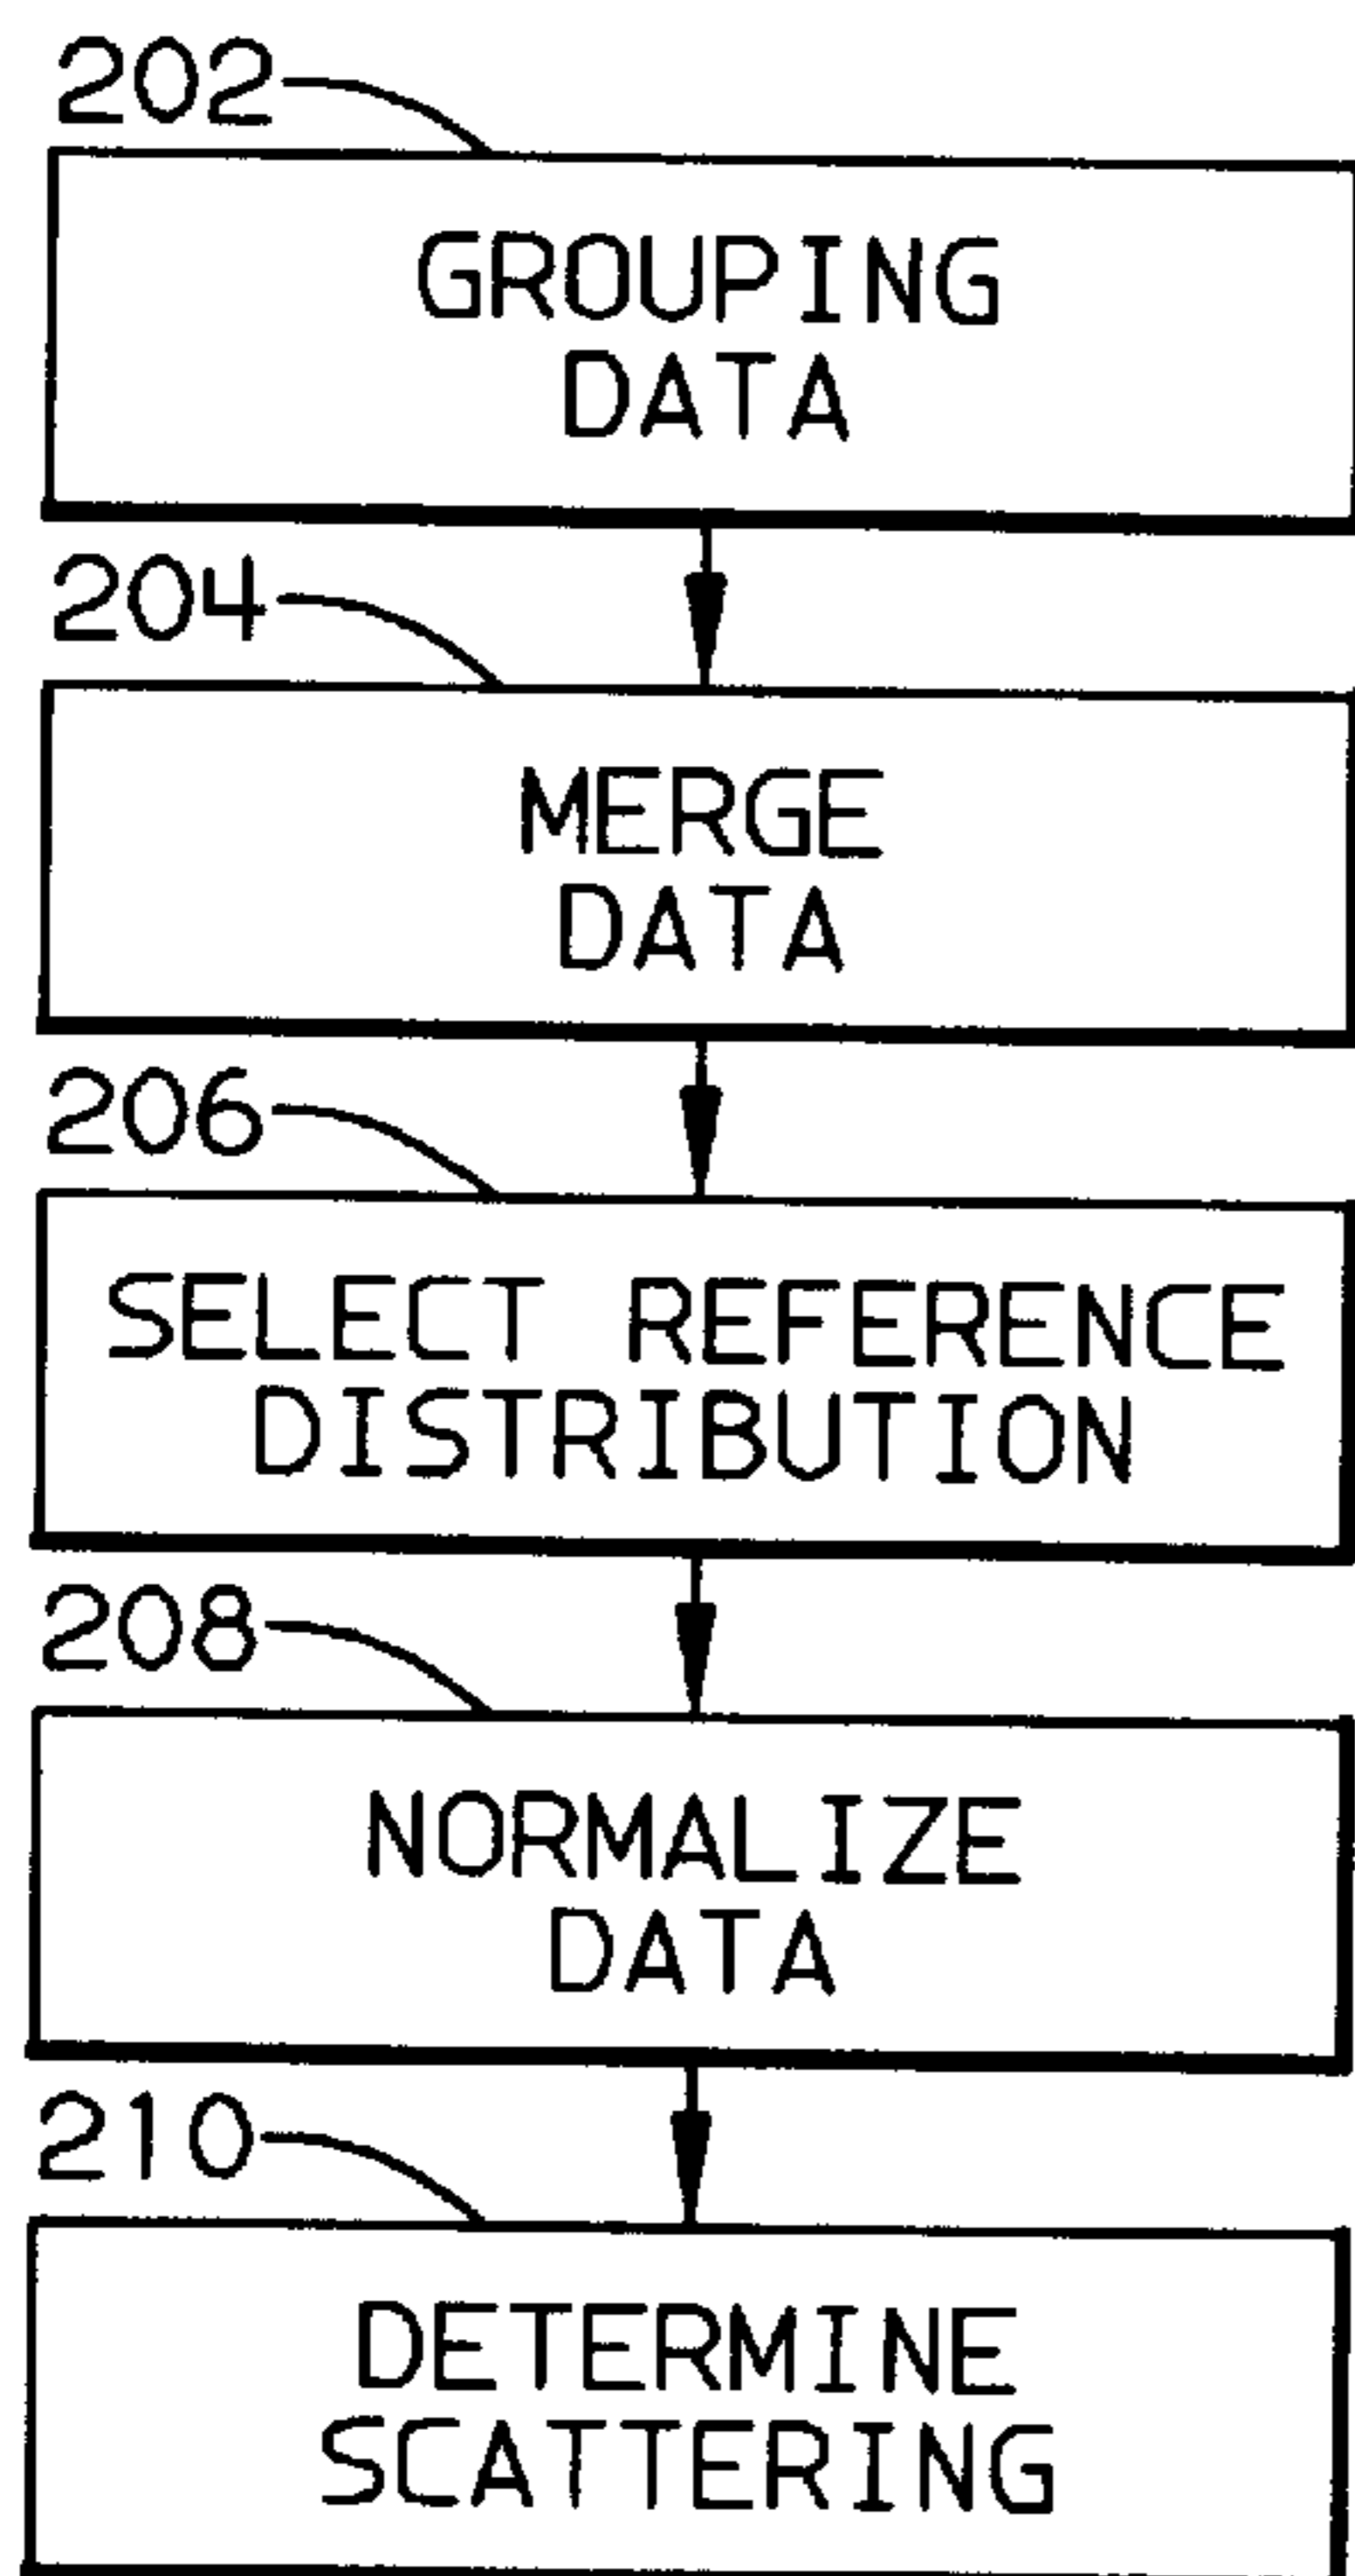 202
GROUPING
DATA
204
MERGE
DATA
206
SELECT REFERENCE
DISTRIBUTION
208
NORMALIZE
DATA
210
DETERMINE
SCATTERING